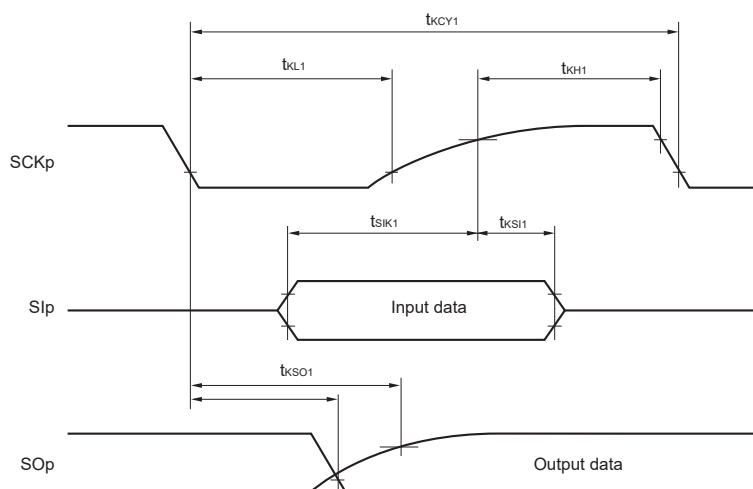 tKCY1
tKL1
tKH1
SCKp
tSIK1
tKSI1
SIp
Input data
tKSO1
SOp
Output data